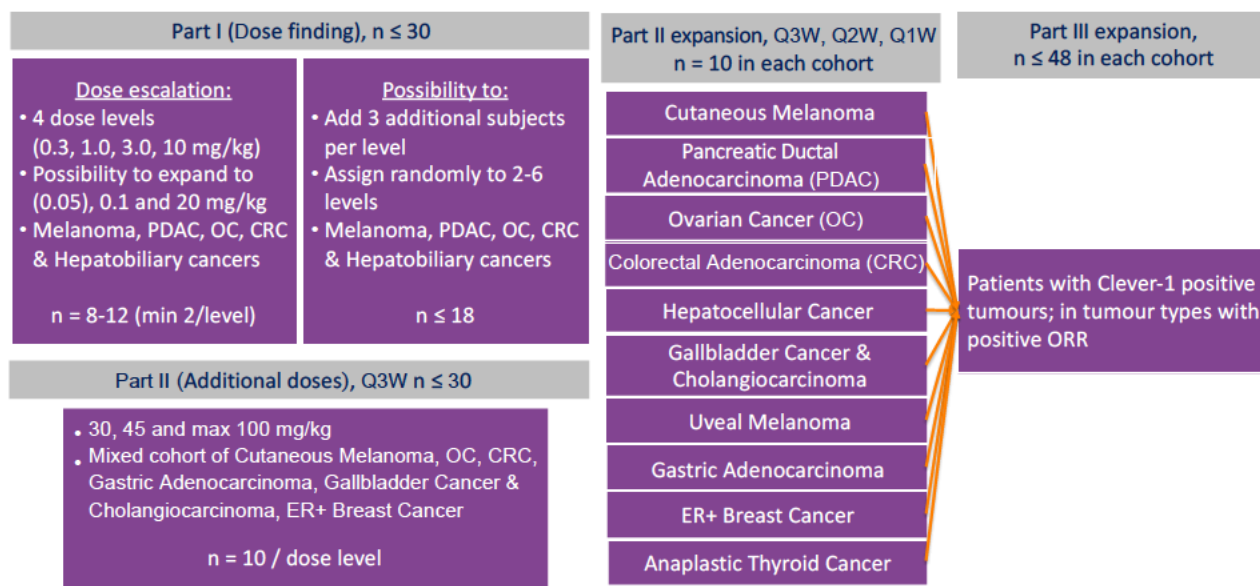 Part I (Dose finding), n ≤ 30
Dose escalation:
• 4 dose levels
(0.3, 1.0, 3.0, 10 mg/kg)
• Possibility to expand to
(0.05), 0.1 and 20 mg/kg
• Melanoma, PDAC, OC, CRC
& Hepatobiliary cancers
n = 8-12 (min 2/level)
Possibility to:
• Add 3 additional subjects
per level
• Assign randomly to 2-6
levels
• Melanoma, PDAC, OC, CRC
& Hepatobiliary cancers
n ≤ 18
Part II (Additional doses), Q3W n ≤ 30
• 30, 45 and max 100 mg/kg
• Mixed cohort of Cutaneous Melanoma, OC, CRC,
Gastric Adenocarcinoma, Gallbladder Cancer &
Cholangiocarcinoma, ER+ Breast Cancer
n = 10 / dose level
Part II expansion, Q3W, Q2W, Q1W
n = 10 in each cohort
Cutaneous Melanoma
Pancreatic Ductal
Adenocarcinoma (PDAC)
Ovarian Cancer (OC)
Colorectal Adenocarcinoma (CRC)
Hepatocellular Cancer
Gallbladder Cancer &
Cholangiocarcinoma
Uveal Melanoma
Gastric Adenocarcinoma
ER+ Breast Cancer
Anaplastic Thyroid Cancer
Part III expansion,
n ≤ 48 in each cohort
Patients with Clever-1 positive
tumours; in tumour types with
positive ORR